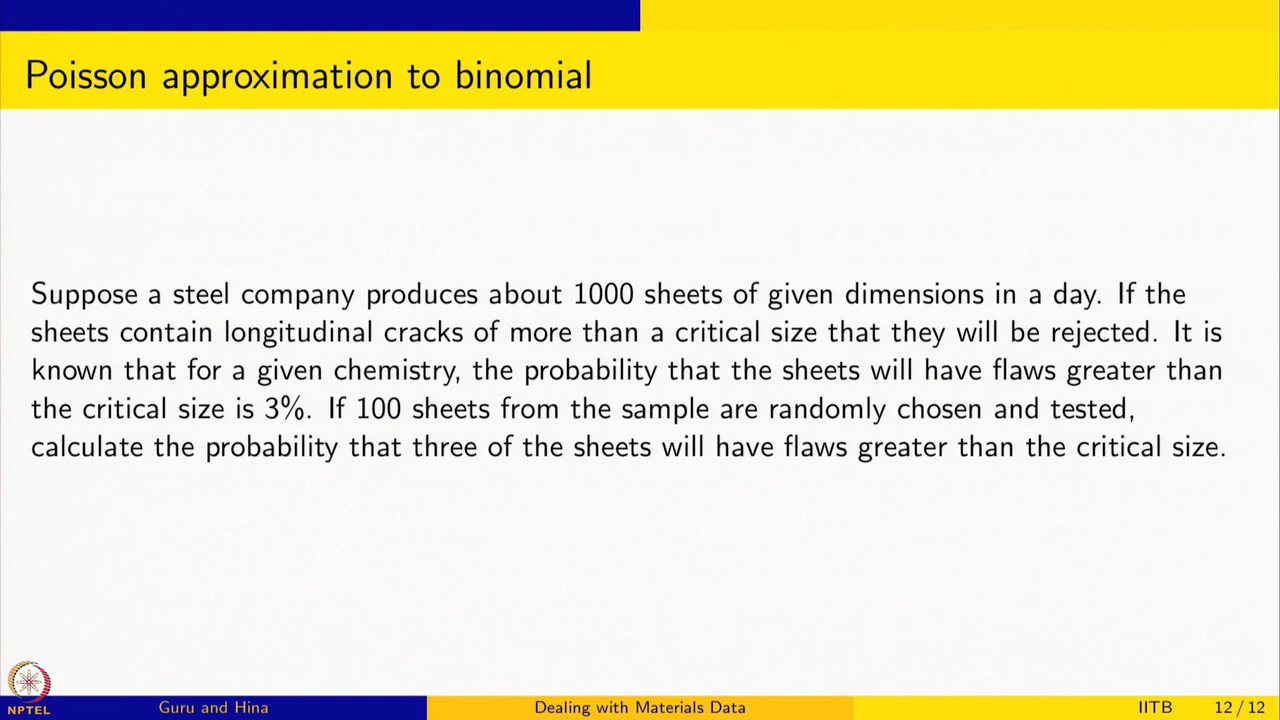 Poisson approximation to binomial
Suppose a steel company produces about 1000 sheets of given dimensions in a day. If the
sheets contain longitudinal cracks of more than a critical size that they will be rejected. It is
known that for a given chemistry, the probability that the sheets will have flaws greater than
the critical size is 3%. If 100 sheets from the sample are randomly chosen and tested,
calculate the probability that three of the sheets will have flaws greater than the critical size.
NPTEL
Guru and Hina
Dealing with Materials Data
IITB
12 / 12